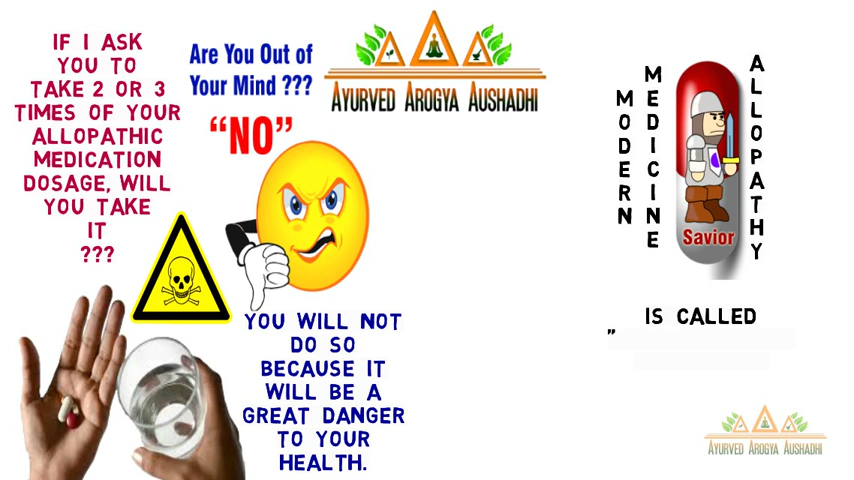 IF I ASK
YOU TO
TAKE 2 OR 3
TIMES OF YOUR
ALLOPATHIC
MEDICATION
DOSAGE, WILL
YOU TAKE
IT
???
Are You Out of
Your Mind ???
“NO”
AYURVED AROGYA AUSHADHI
YOU WILL NOT
DO SO
BECAUSE IT
WILL BE A
GREAT DANGER
TO YOUR
HEALTH.
MODERN
MEDICINE
ALLOPATHY
Savior
IS CALLED
”
AYURVED AROGYA AUSHADHI